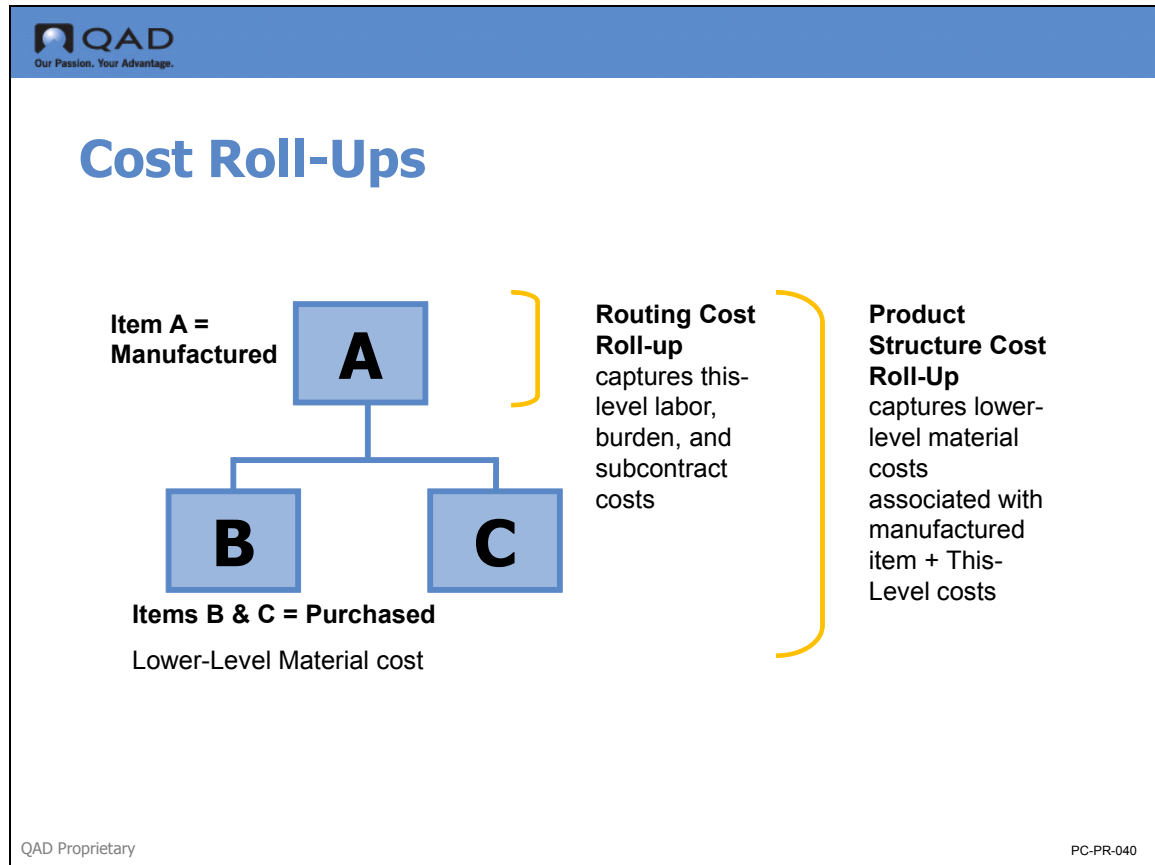 QAD
Our Passion. Your Advantage.
Cost Roll-Ups
Item A =
Manufactured
A
B
C
Items B & C = Purchased
Lower-Level Material cost
Routing Cost
Roll-up
captures this-
level labor,
burden, and
subcontract
costs
Product
Structure Cost
Roll-Up
captures lower-
level material
costs
associated with
manufactured
item + This-
Level costs
QAD Proprietary
PC-PR-040